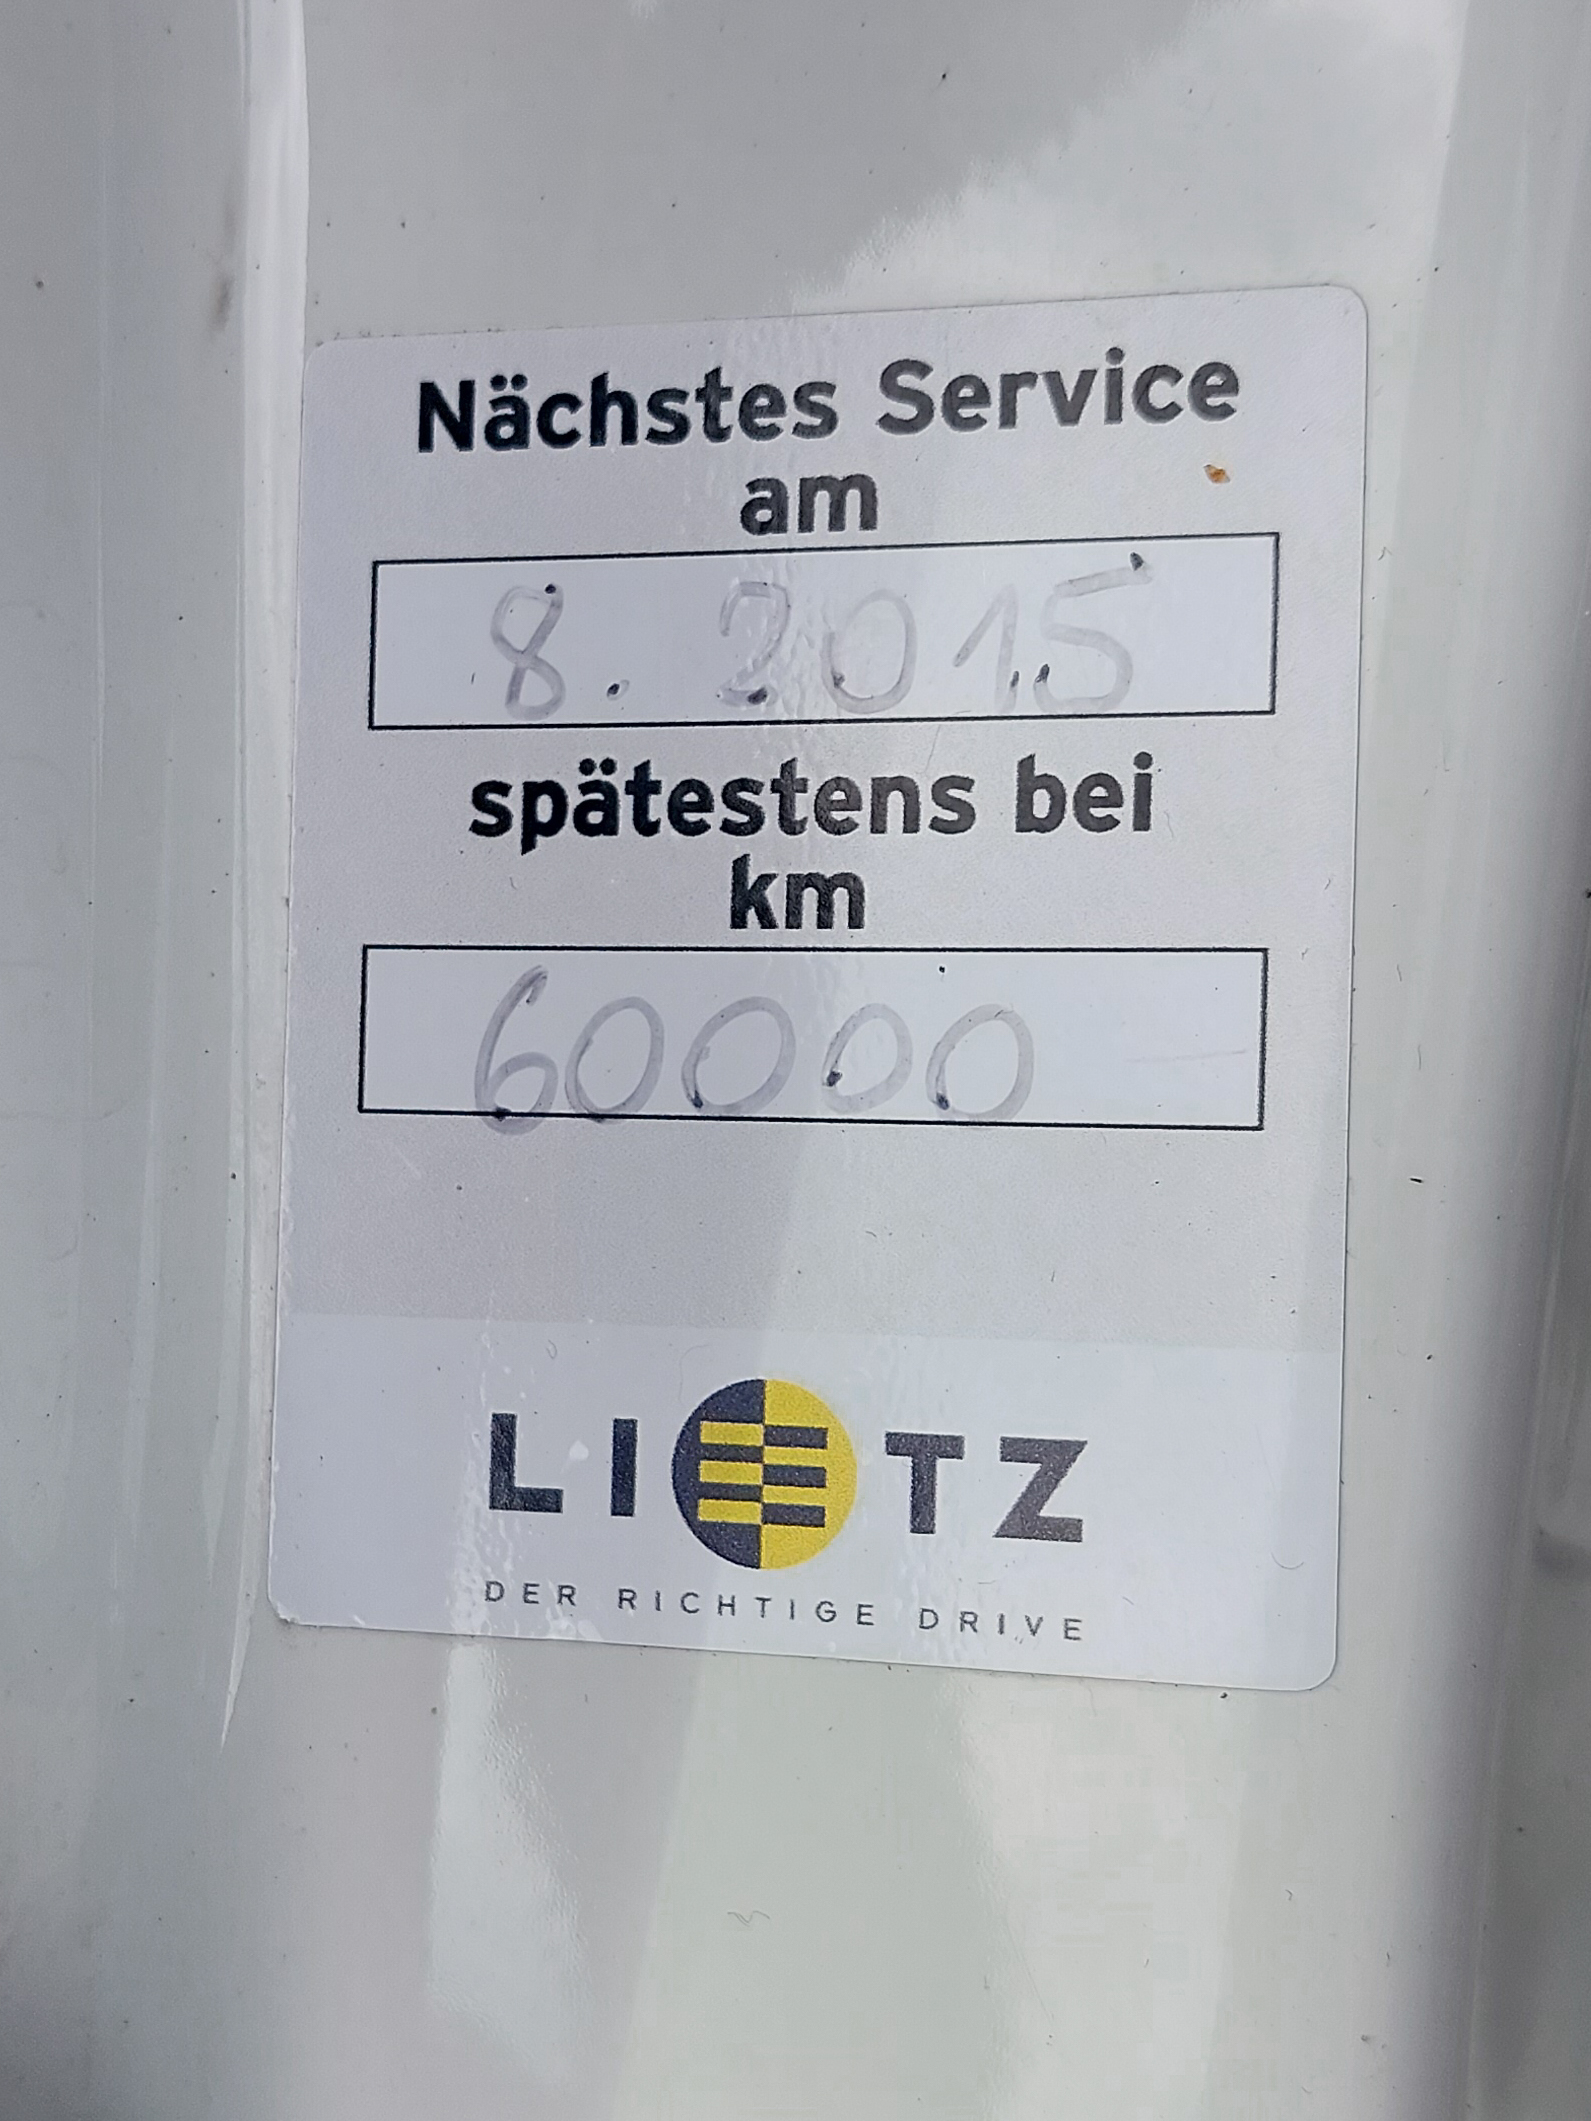 Nächstes Service
am
8. 2015
spätestens bei
km
60000
LIETZ
DER RICHTIGE DRIVE